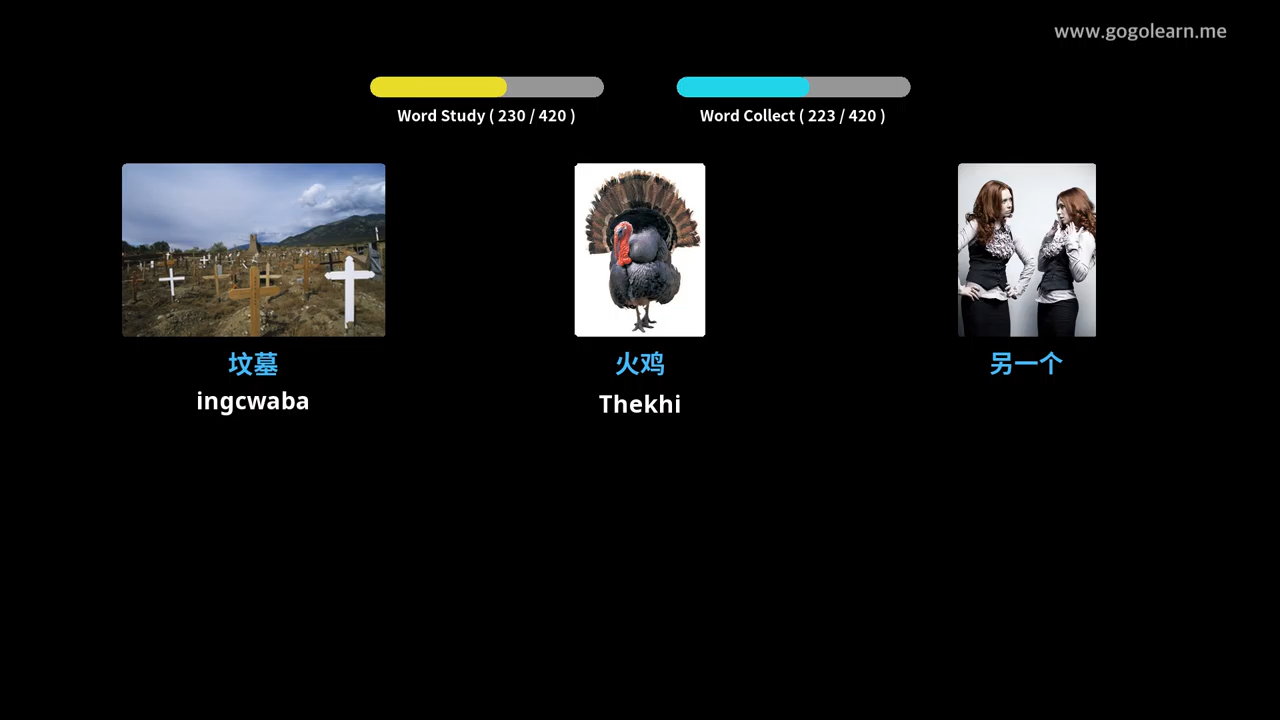 www.gogolearn.me
Word Study ( 230 / 420 )
Word Collect ( 223 / 420 )
坟墓
火鸡
另一个
ingcwaba
Thekhi